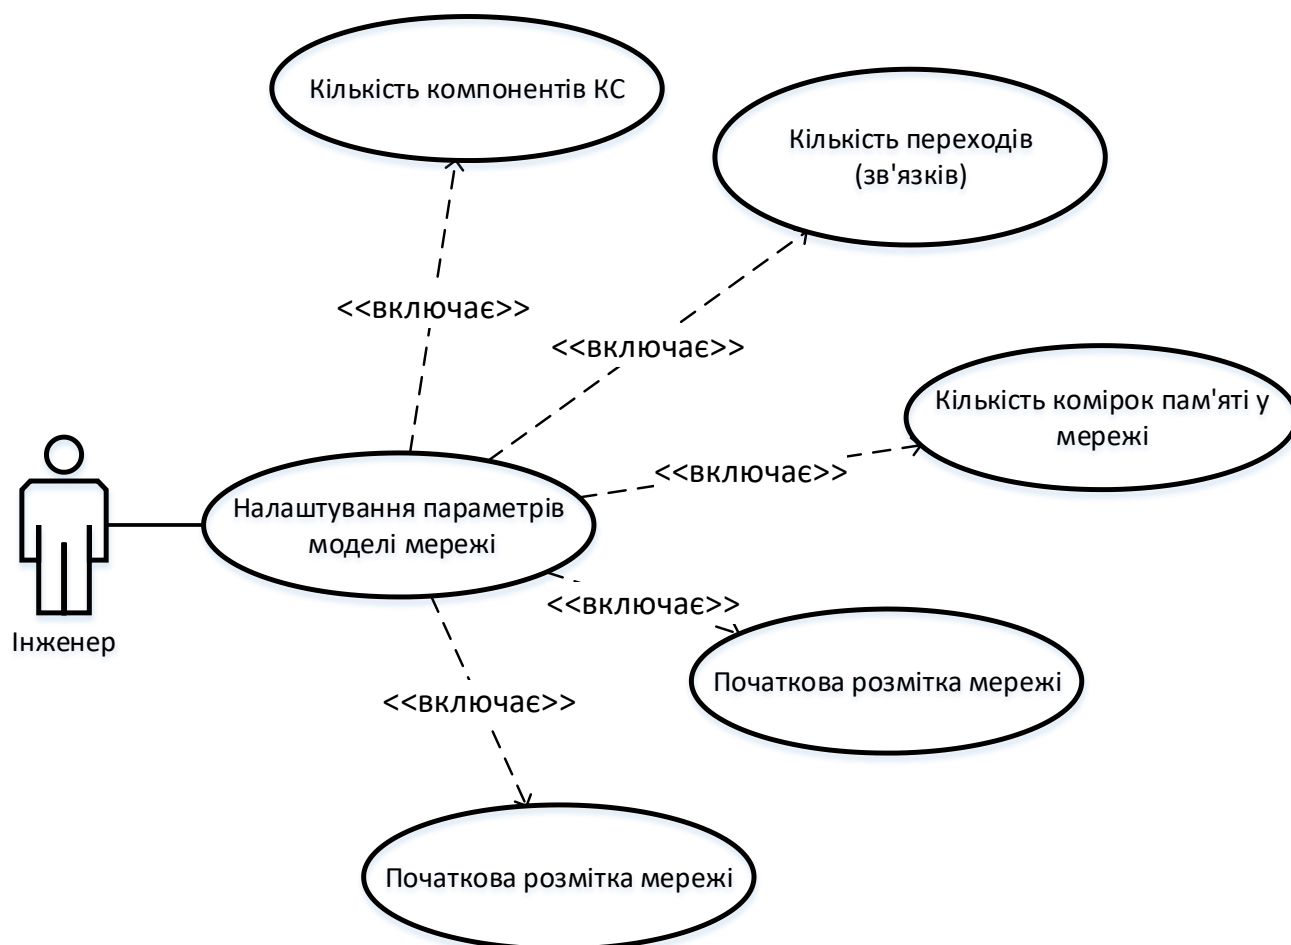 Кількість компонентів КС
Кількість переходів
(зв'язків)
<<включає>>
<<включає>>
Кількість комірок пам'яті у
мережі
<<включає>>
Налаштування параметрів
моделі мережі
<<включає>>
Інженер
Початкова розмітка мережі
<<включає>>
Початкова розмітка мережі